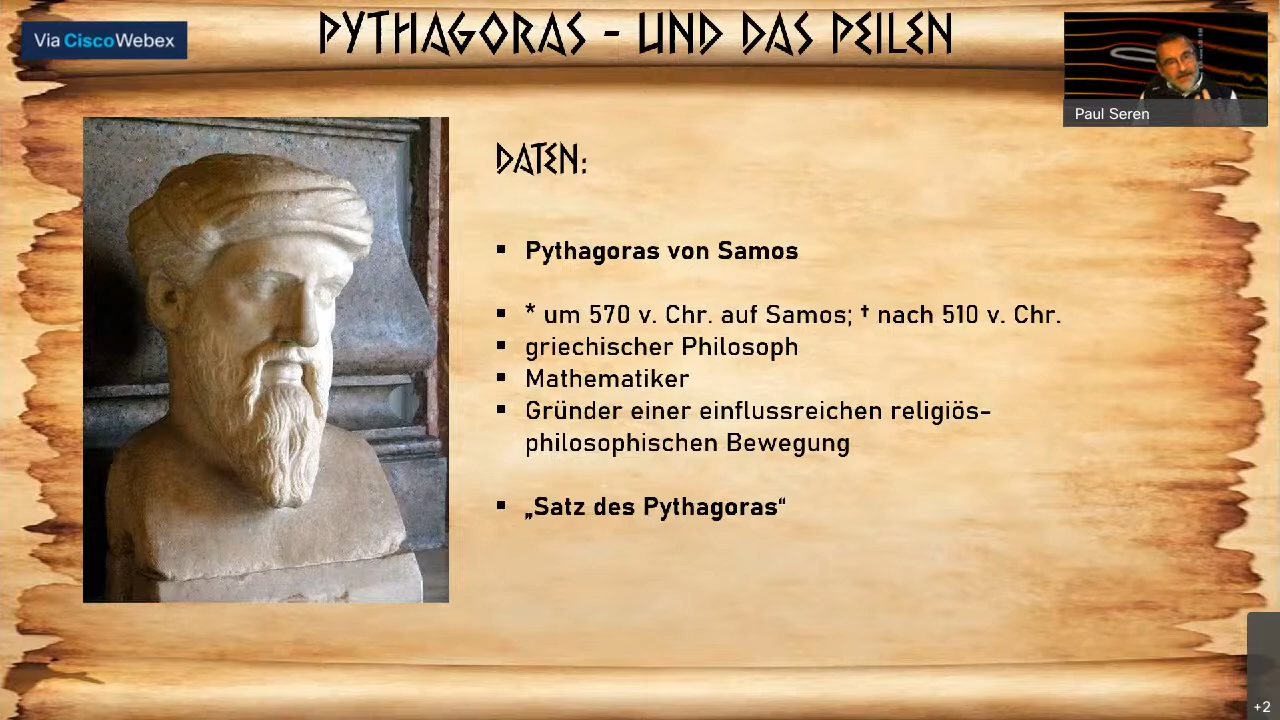 PYTHAGORAS - UND DAS PEILEN
Via CiscoWebex
Paul Seren
DATEN:
▪ Pythagoras von Samos
▪ * um 570 v. Chr. auf Samos; † nach 510 v. Chr.
▪ griechischer Philosoph
▪ Mathematiker
▪ Gründer einer einflussreichen religiös-
philosophischen Bewegung
▪ „Satz des Pythagoras“
+2